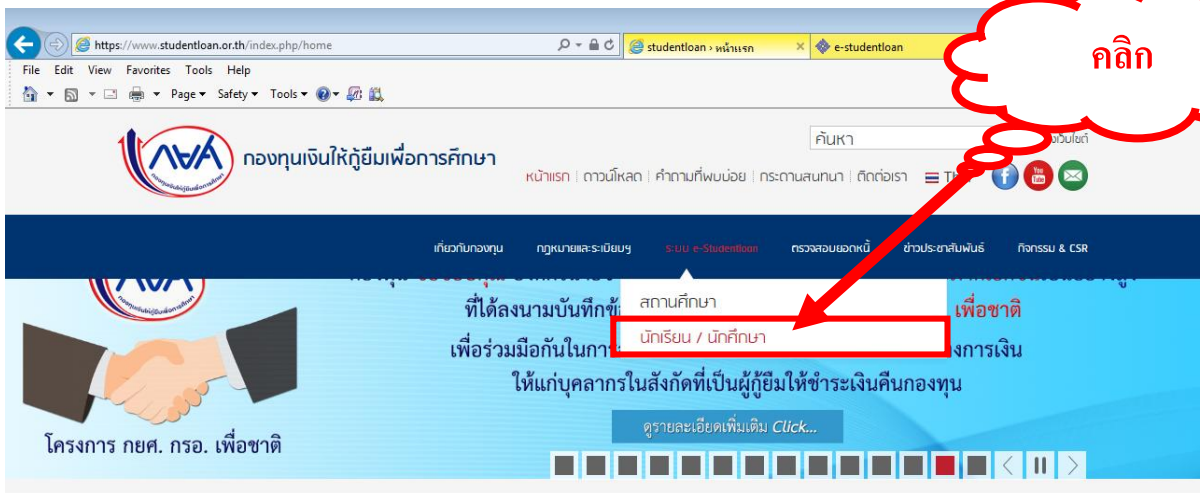 คลิก
https://www.studentloan.or.th/index.php/home
studentloan › หน้าแรก
e-studentloan
File Edit View Favorites Tools Help
Page Safety Tools
กยศ
กองทุนเงินให้กู้ยืมเพื่อการศึกษา
ค้นหา
หน้าแรก | ดาวน์โหลด | คำถามที่พบบ่อย | กระดานสนทนา | ติดต่อเรา
You Tube
เกี่ยวกับกองทุน กฎหมายและระเบียบฯ ระบบ e-Studentloan ตรวจสอบยอดหนี้ ข่าวประชาสัมพันธ์ กิจกรรม & CSR
สถานศึกษา
ที่ได้ลงนามบันทึก เพื่อชาติ
นักเรียน / นักศึกษา
เพื่อร่วมมือกันในการ การเงิน
ให้แก่บุคลากรในสังกัดที่เป็นผู้กู้ยืมให้ชำระเงินคืนกองทุน
ดูรายละเอียดเพิ่มเติม Click...
โครงการ กยศ. กรอ. เพื่อชาติ